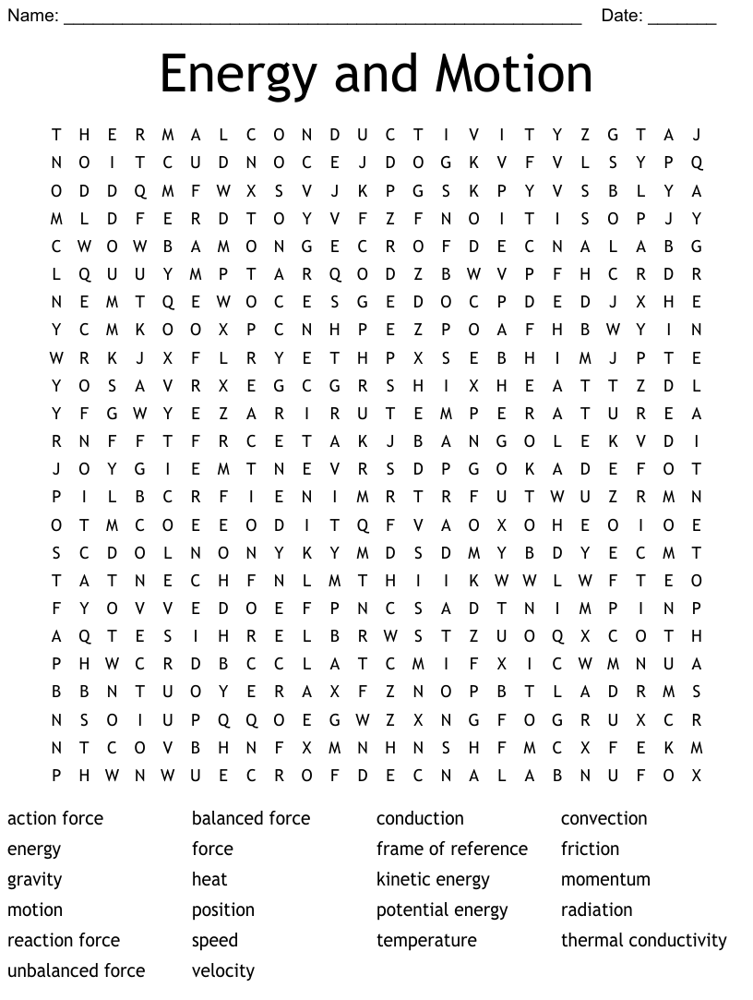 Name: _____________________________________________________ Date: _______
Energy and Motion
T H E R M A L C O N D U C T I V I T Y Z G T A J
N O I T C U D N O C E J D O G K V F V L S Y P Q
O D D Q M F W X S V J K P G S K P Y V S B L Y A
M L D F E R D T O Y V F Z F N O I T I S O P J Y
C W O W B A M O N G E C R O F D E C N A L A B G
L Q U U Y M P T A R Q O D Z B W V P F H C R D R
N E M T Q E W O C E S G E D O C P D E D J X H E
Y C M K O O X P C N H P E Z P O A F H B W Y I N
W R K J X F L R Y E T H P X S E B H I M J P T E
Y O S A V R X E G C G R S H I X H E A T T Z D L
Y F G W Y E Z A R I R U T E M P E R A T U R E A
R N F F T F R C E T A K J B A N G O L E K V D I
J O Y G I E M T N E V R S D P G O K A D E F O T
P I L B C R F I E N I M R T R F U T W U Z R M N
O T M C O E E O D I T Q F V A O X O H E O I O E
S C D O L N O N Y K Y M D S D M Y B D Y E C M T
T A T N E C H F N L M T H I I K W W L W F T E O
F Y O V V E D O E F P N C S A D T N I M P I N P
A Q T E S I H R E L B R W S T Z U O Q X C O T H
P H W C R D B C C L A T C M I F X I C W M N U A
B B N T U O Y E R A X F Z N O P B T L A D R M S
N S O I U P Q Q O E G W Z X N G F O G R U X C R
N T C O V B H N F X M N H N S H F M C X F E K M
P H W N W U E C R O F D E C N A L A B N U F O X
action force balanced force conduction convection
energy force frame of reference friction
gravity heat kinetic energy momentum
motion position potential energy radiation
reaction force speed temperature thermal conductivity
unbalanced force velocity